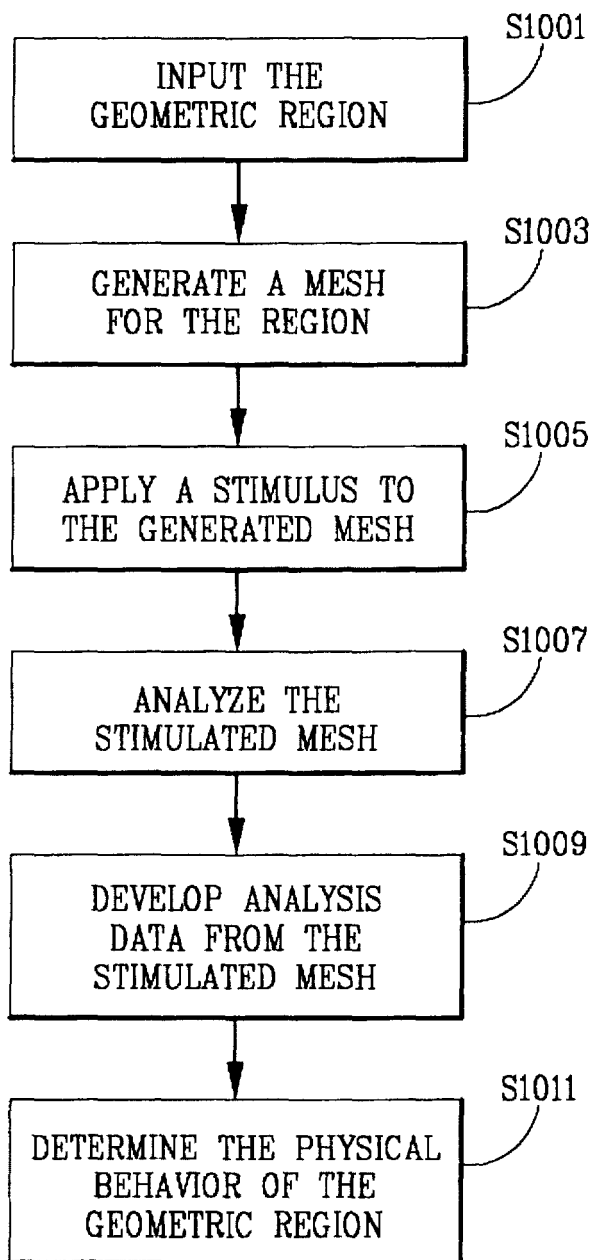 S1001
INPUT THE
GEOMETRIC REGION
S1003
GENERATE A MESH
FOR THE REGION
S1005
APPLY A STIMULUS TO
THE GENERATED MESH
S1007
ANALYZE THE
STIMULATED MESH
S1009
DEVELOP ANALYSIS
DATA FROM THE
STIMULATED MESH
S1011
DETERMINE THE PHYSICAL
BEHAVIOR OF THE
GEOMETRIC REGION